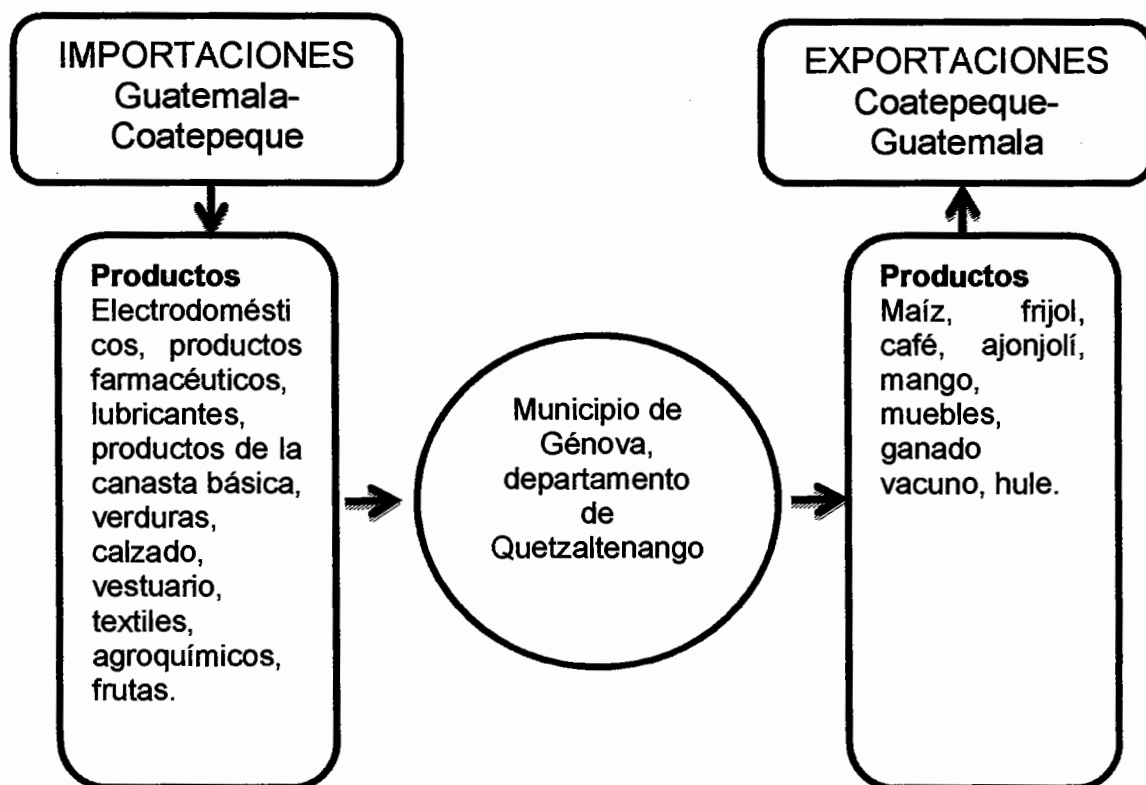 IMPORTACIONES
Guatemala-
Coatepeque
Productos
Electrodomésti
cos, productos
farmacéuticos,
lubricantes,
productos de la
canasta básica,
verduras,
calzado,
vestuario,
textiles,
agroquímicos,
frutas.
Municipio de
Génova,
departamento
de
Quetzaltenango
EXPORTACIONES
Coatepeque-
Guatemala
Productos
Maíz, frijol,
café, ajonjolí,
mango,
muebles,
ganado
vacuno, hule.